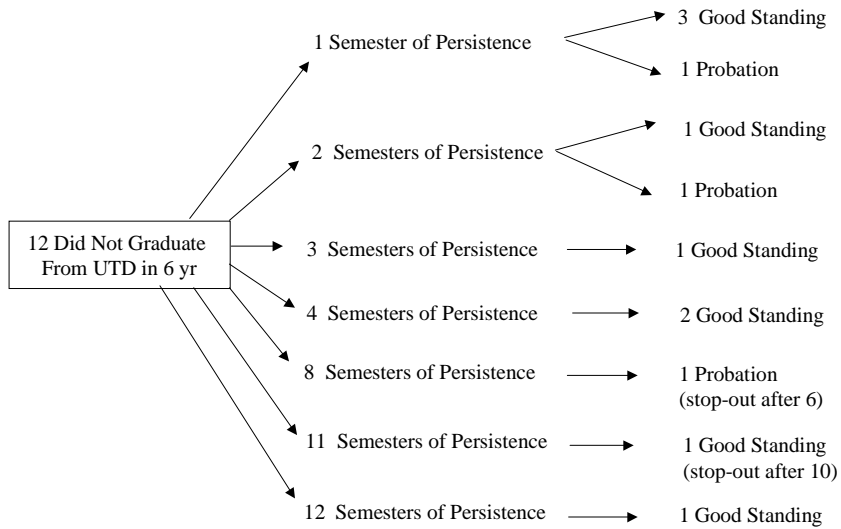 3 Good Standing
1 Semester of Persistence
1 Probation
1 Good Standing
2 Semesters of Persistence
1 Probation
12 Did Not Graduate
From UTD in 6 yr
3 Semesters of Persistence
1 Good Standing
4 Semesters of Persistence
2 Good Standing
8 Semesters of Persistence
1 Probation
(stop-out after 6)
11 Semesters of Persistence
1 Good Standing
(stop-out after 10)
12 Semesters of Persistence
1 Good Standing